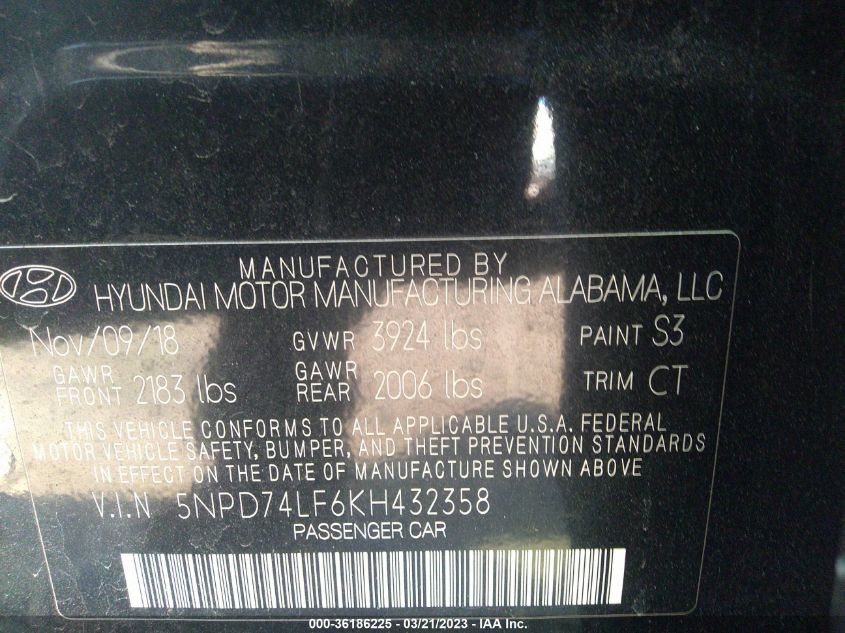 MANUFACTURED BY
HYUNDAI MOTOR MANUFACTURING ALABAMA, LLC
Nov/09/18 GVWR 3924 lbs PAINT S3
GAWR FRONT 2183 lbs GAWR REAR 2006 lbs TRIM CT
THIS VEHICLE CONFORMS TO ALL APPLICABLE U.S.A. FEDERAL
MOTOR VEHICLE SAFETY, BUMPER, AND THEFT PREVENTION STANDARDS
IN EFFECT ON THE DATE OF MANUFACTURE SHOWN ABOVE
V.I.N 5NPD74LF6KH432358
PASSENGER CAR
000-36186225 - 03/21/2023 - IAA Inc.